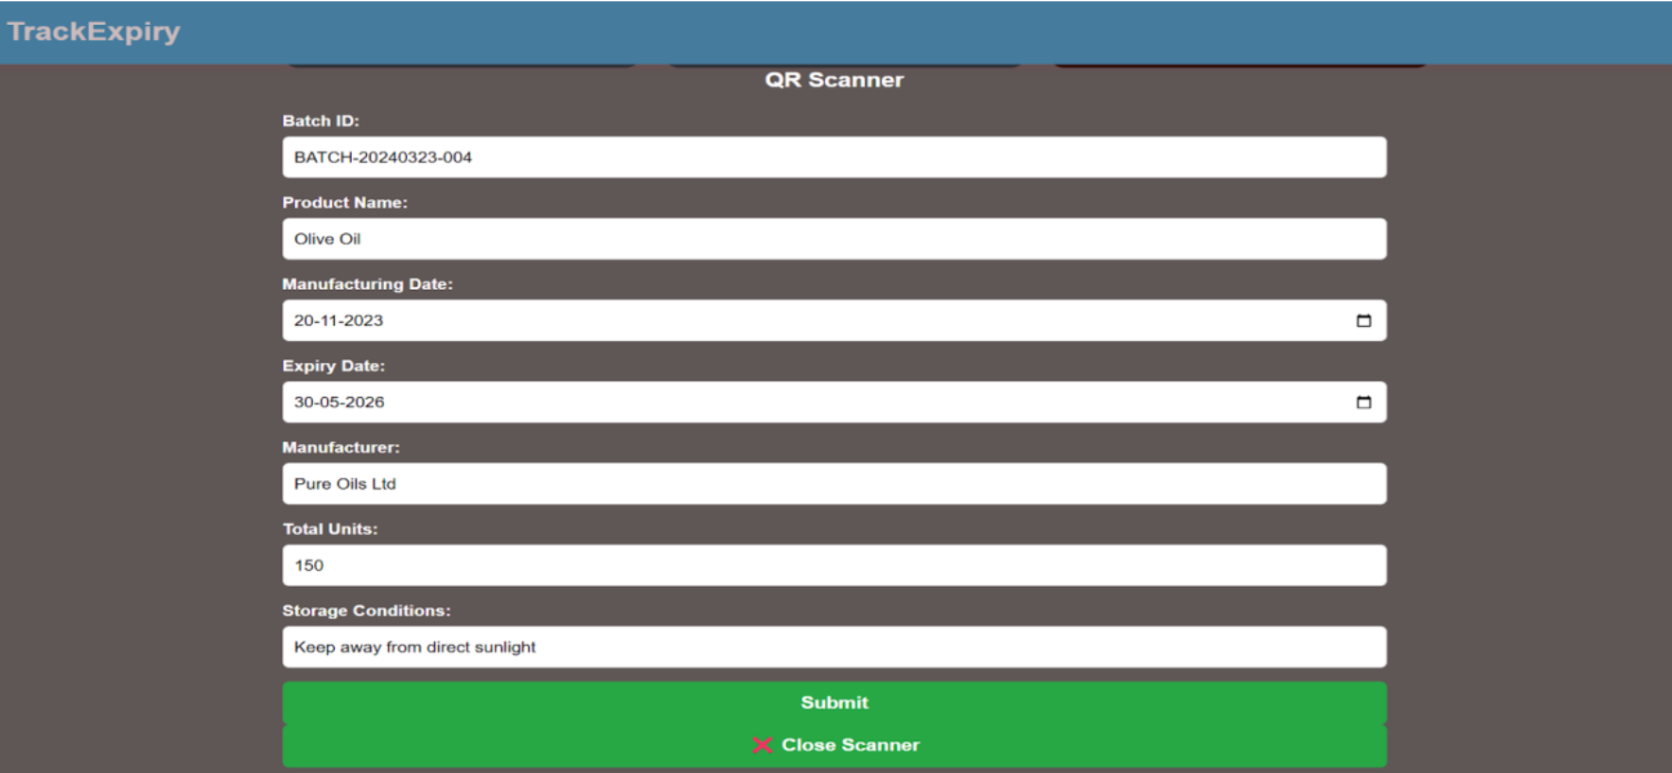 TrackExpiry
QR Scanner
Batch ID:
BATCH-20240323-004
Product Name:
Olive Oil
Manufacturing Date:
20-11-2023
Expiry Date:
30-05-2026
Manufacturer:
Pure Oils Ltd
Total Units:
150
Storage Conditions:
Keep away from direct sunlight
Submit
❌ Close Scanner